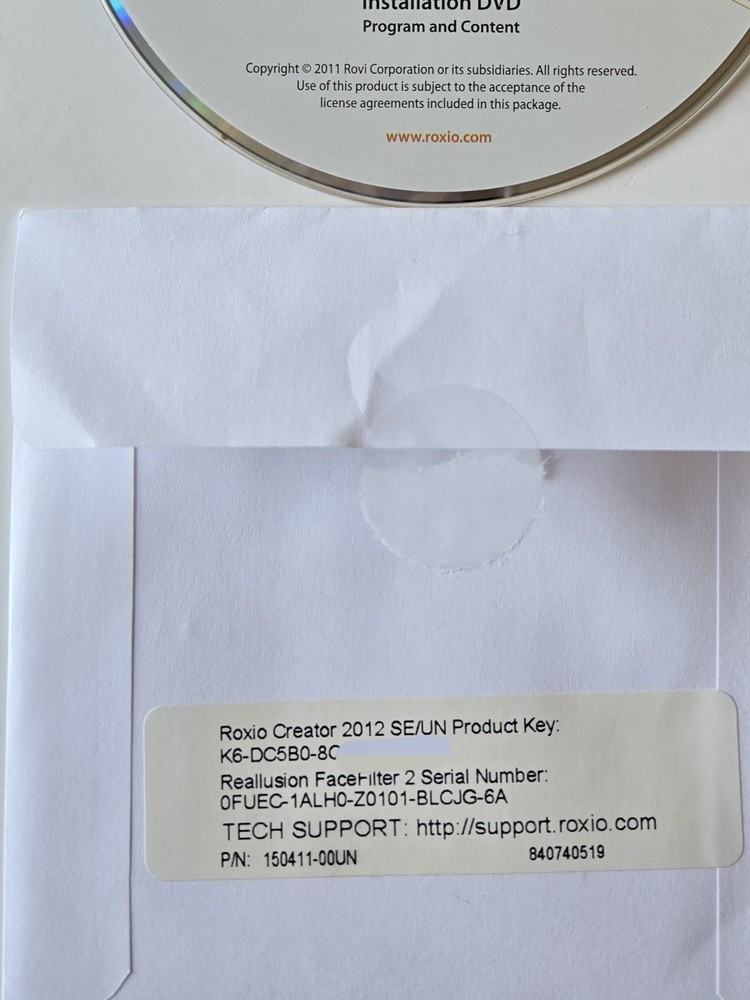 Installation DVD
Program and Content
Copyright © 2011 Rovi Corporation or its subsidiaries. All rights reserved.
Use of this product is subject to the acceptance of the
license agreements included in this package.
www.roxio.com
Roxio Creator 2012 SE/UN Product Key:
K6-DC5B0-8C
Reallusion FaceFilter 2 Serial Number:
0FUEC-1ALH0-Z0101-BLCJG-6A
TECH SUPPORT: http://support.roxio.com
P/N: 150411-00UN 840740519